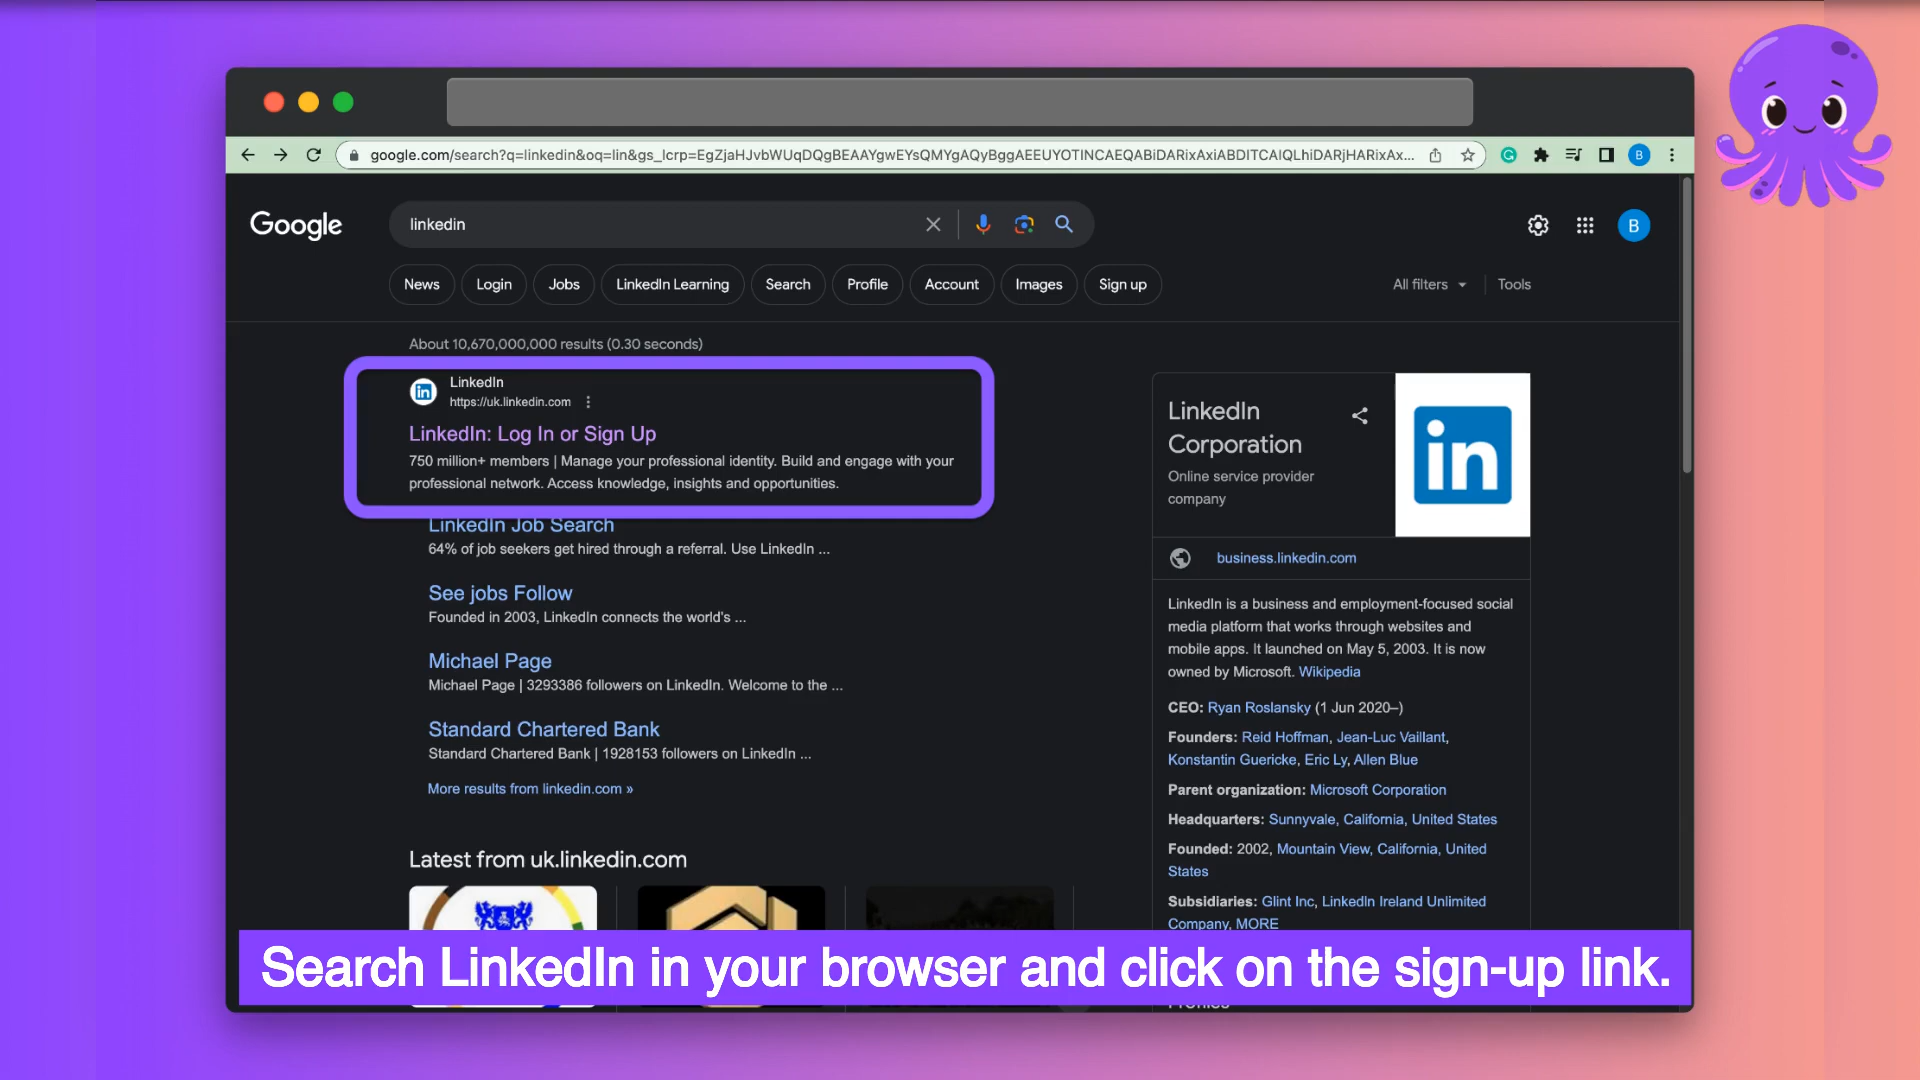 google.com/search?q=linkedin&oq=lin&gs_lcrp=EgZjaHJvbWUqDQgBEAAYgwEYsQMYgAQyBggAEEUYOTINCAEQABiDARixAxiABDITCAIQLhiDARjHARixAx...
B
Google
linkedin
B
News
Login
Jobs
LinkedIn Learning
Search
Profile
Account
Images
Sign up
All filters
Tools
About 10,670,000,000 results (0.30 seconds)
in
LinkedIn
https://uk.linkedin.com
LinkedIn: Log In or Sign Up
750 million+ members | Manage your professional identity. Build and engage with your
professional network. Access knowledge, insights and opportunities.
LinkedIn Job Search
64% of job seekers get hired through a referral. Use LinkedIn ...
See jobs Follow
Founded in 2003, LinkedIn connects the world's ...
Michael Page
Michael Page | 3293386 followers on LinkedIn. Welcome to the ...
Standard Chartered Bank
Standard Chartered Bank | 1928153 followers on LinkedIn ...
More results from linkedin.com »
Latest from uk.linkedin.com
LinkedIn
Corporation
Online service provider
company
in
business.linkedin.com
LinkedIn is a business and employment-focused social
media platform that works through websites and
mobile apps. It launched on May 5, 2003. It is now
owned by Microsoft. Wikipedia
CEO: Ryan Roslansky (1 Jun 2020–)
Founders: Reid Hoffman, Jean-Luc Vaillant,
Konstantin Guericke, Eric Ly, Allen Blue
Parent organization: Microsoft Corporation
Headquarters: Sunnyvale, California, United States
Founded: 2002, Mountain View, California, United
States
Subsidiaries: Glint Inc, LinkedIn Ireland Unlimited
Company, MORE
Search LinkedIn in your browser and click on the sign-up link.
Profiles